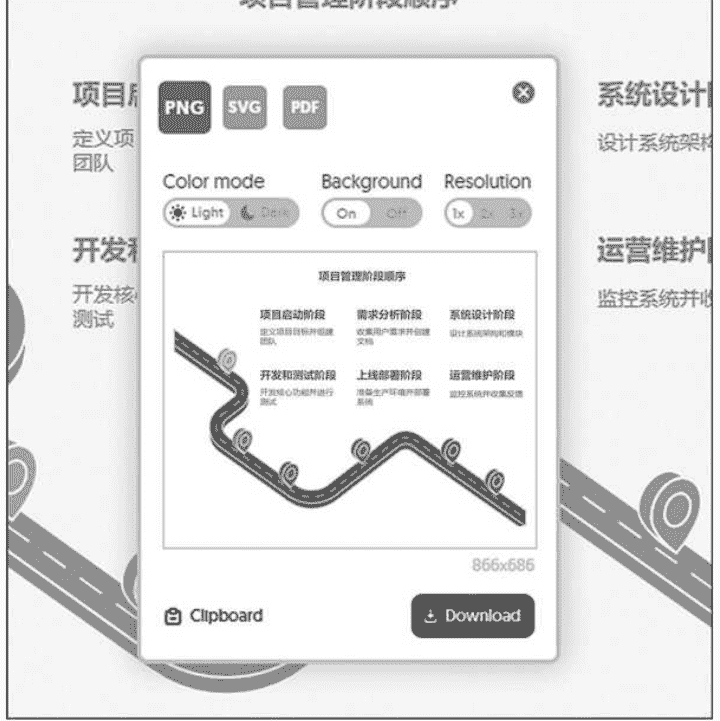 项目管理阶段顺序
项目启
定义项
团队
系统设计
设计系统架构
开发和
开发核心
测试
运营维护
监控系统并收
PNG
SVG
PDF
Color mode
Background
Resolution
Light
Dark
On
Off
1x
2x
3x
项目管理阶段顺序
项目启动阶段
需求分析阶段
系统设计阶段
定义项目目标并组建
团队
收集用户需求并创建
文档
设计系统架构和模块
开发和测试阶段
上线部署阶段
运营维护阶段
开发核心功能并进行
测试
准备生产环境并部署
系统
监控系统并收集反馈
866x686
Clipboard
Download